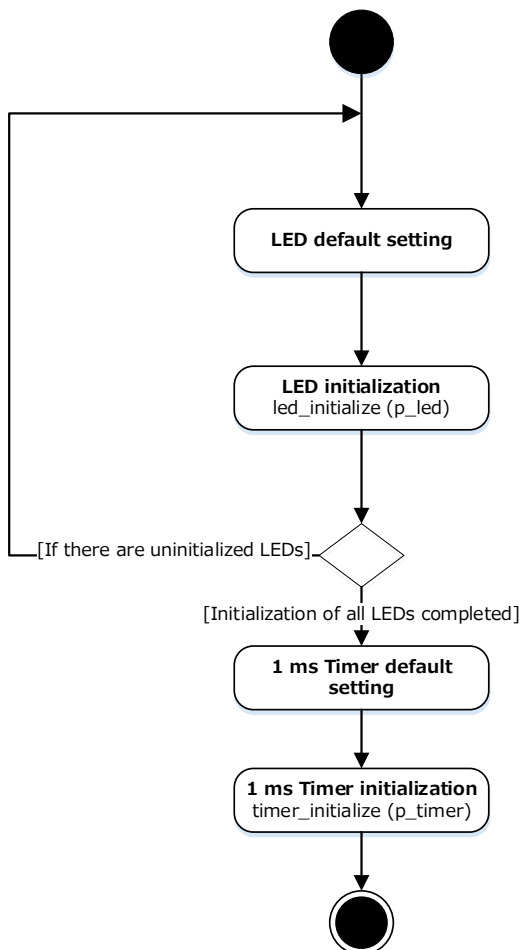 LED default setting
LED initialization
led_initialize (p_led)
[If there are uninitialized LEDs]
[Initialization of all LEDs completed]
1 ms Timer default
setting
1 ms Timer initialization
timer_initialize (p_timer)